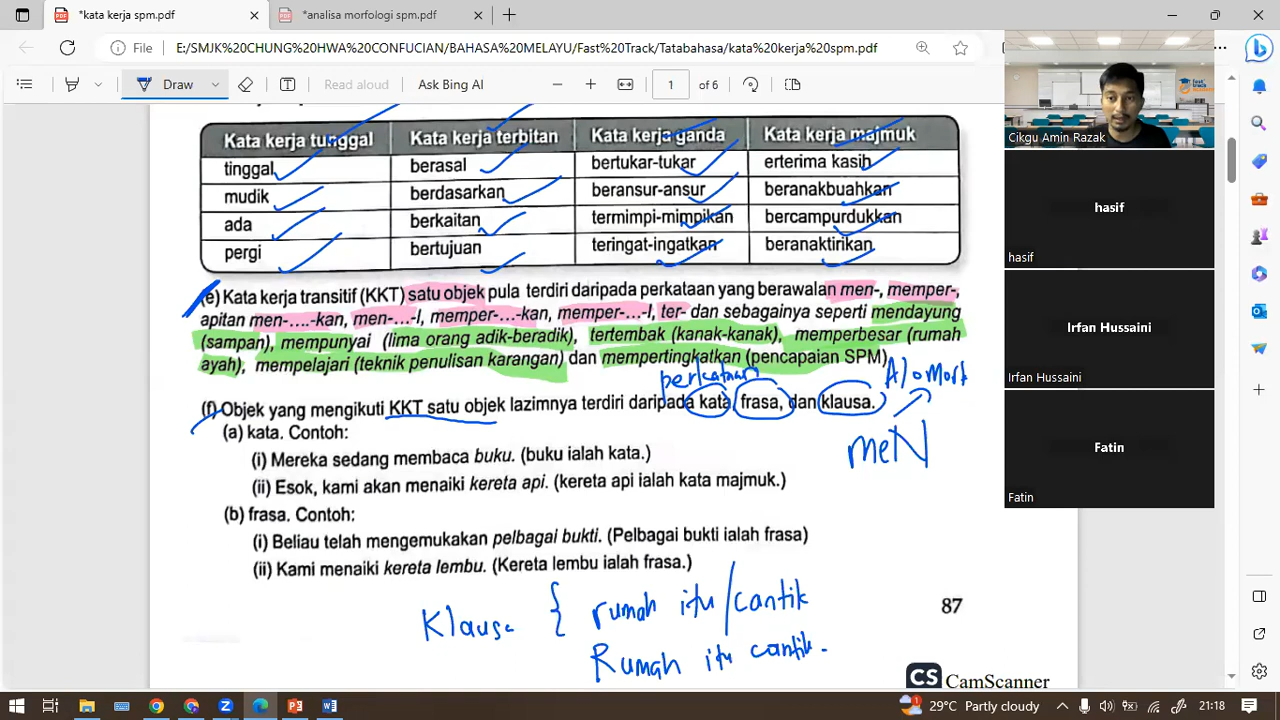 *kata kerja spm.pdf
*analisa morfologi spm.pdf
File
E:/SMJK%20CHUNG%20HWA%20CONFUCIAN/BAHASA%20MELAYU/Fast%20Track/Tatabahasa/kata%20kerja%20spm.pdf
Draw
Read aloud
Ask Bing AI
1 of 6
Kata kerja tunggal Kata kerja terbitan Kata kerja ganda Kata kerja majmuk
tinggal berasal bertukar-tukar erterima kasih
mudik berdasarkan beransur-ansur beranakbuahkan
ada berkaitan termimpi-mimpikan bercampurdukkan
pergi bertujuan teringat-ingatkan beranaktirikan
(e) Kata kerja transitif (KKT) satu objek pula terdiri daripada perkataan yang berawalan men-, memper-,
apitan men-....-kan, men-...-I, memper-...-kan, memper-...-I, ter- dan sebagainya seperti mendayung
(sampan), mempunyai (lima orang adik-beradik), tertembak (kanak-kanak), memperbesar (rumah
ayah), mempelajari (teknik penulisan karangan) dan mempertingkatkan (pencapaian SPM)
perkataan
Alomorf
(f) Objek yang mengikuti KKT satu objek lazimnya terdiri daripada kata, frasa, dan klausa.
meN
(a) kata. Contoh:
(i) Mereka sedang membaca buku. (buku ialah kata.)
(ii) Esok, kami akan menaiki kereta api. (kereta api ialah kata majmuk.)
(b) frasa. Contoh:
(i) Beliau telah mengemukakan pelbagai bukti. (Pelbagai bukti ialah frasa)
(ii) Kami menaiki kereta lembu. (Kereta lembu ialah frasa.)
Klausa { rumah itu / cantik
Rumah itu cantik.
87
CS CamScanner
Cikgu Amin Razak
hasif
hasif
Irfan Hussaini
Irfan Hussaini
Fatin
Fatin
29°C Partly cloudy
21:18